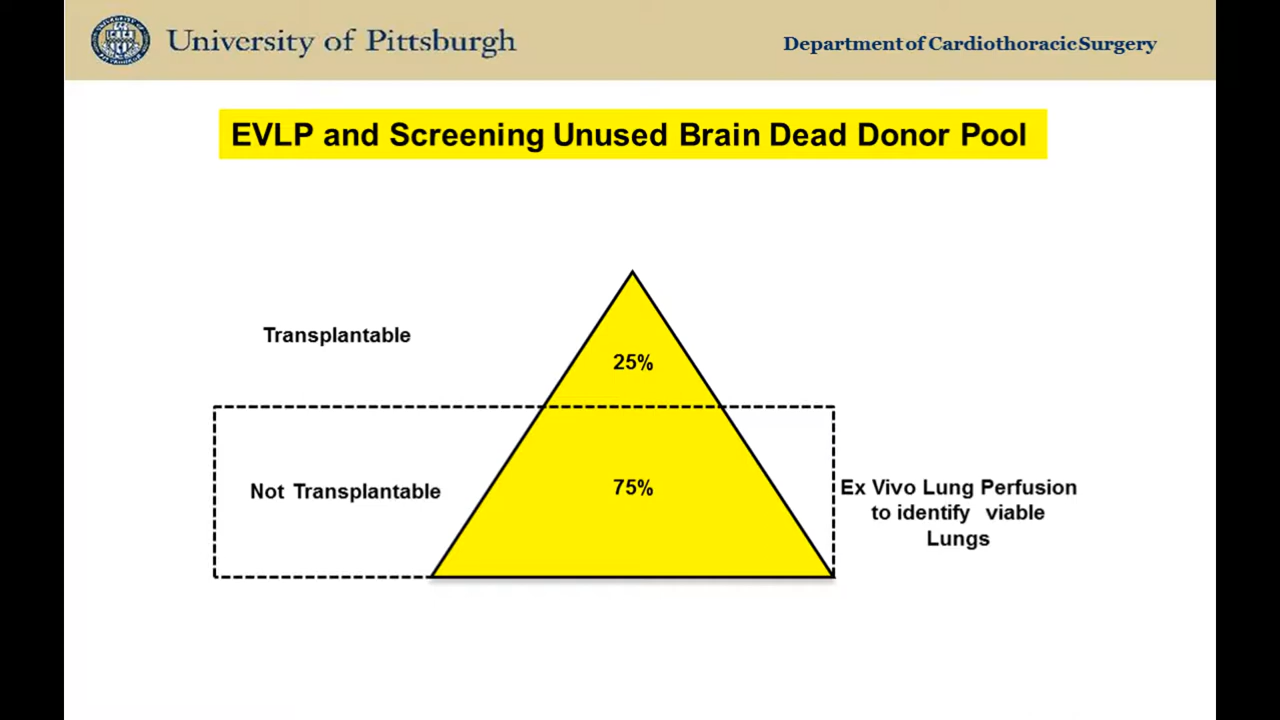 University of Pittsburgh
Department of Cardiothoracic Surgery
EVLP and Screening Unused Brain Dead Donor Pool
Transplantable
25%
Not Transplantable
75%
Ex Vivo Lung Perfusion
to identify viable
Lungs